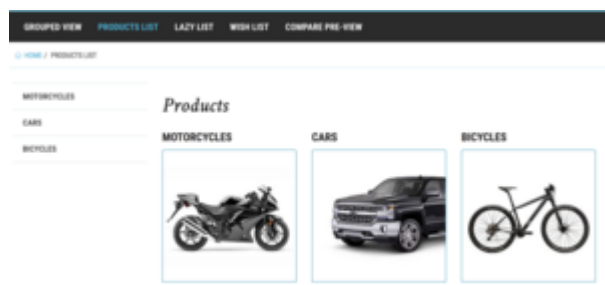 GROUPED VIEW PRODUCTS LIST LAZY LIST WISH LIST COMPARE PRE-VIEW
HOME / PRODUCTS LIST
MOTORCYCLES
CARS
BICYCLES
Products
MOTORCYCLES CARS BICYCLES